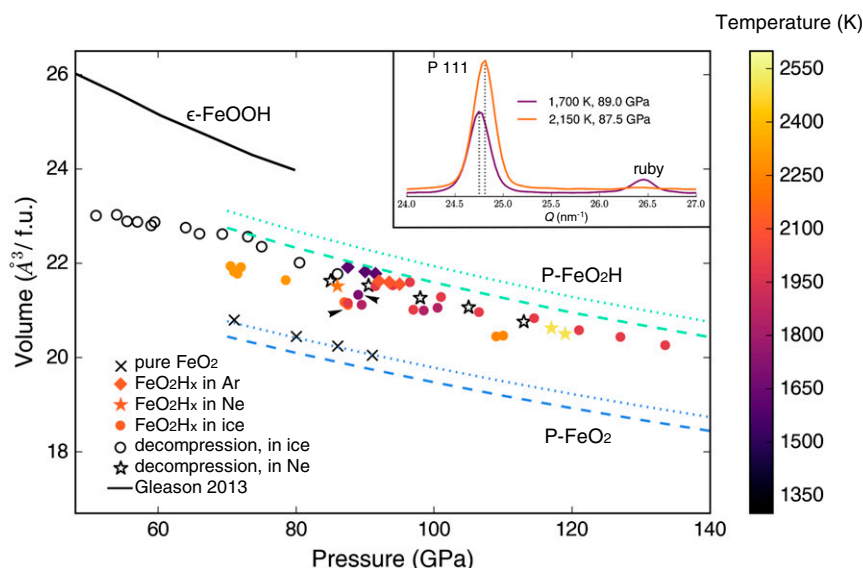 Temperature (K)
26
24
22
20
18
Volume (Å³/ f.u.)
60
80
100
120
140
Pressure (GPa)
ε-FeOOH
P-FeO₂H
P-FeO₂
pure FeO₂
FeO₂Hₓ in Ar
FeO₂Hₓ in Ne
FeO₂Hₓ in ice
decompression, in ice
decompression, in Ne
Gleason 2013
P 111
1,700 K, 89.0 GPa
2,150 K, 87.5 GPa
ruby
24.0
24.5
25.0
25.5
26.0
26.5
27.0
Q (nm⁻¹)
2550
2400
2250
2100
1950
1800
1650
1500
1350